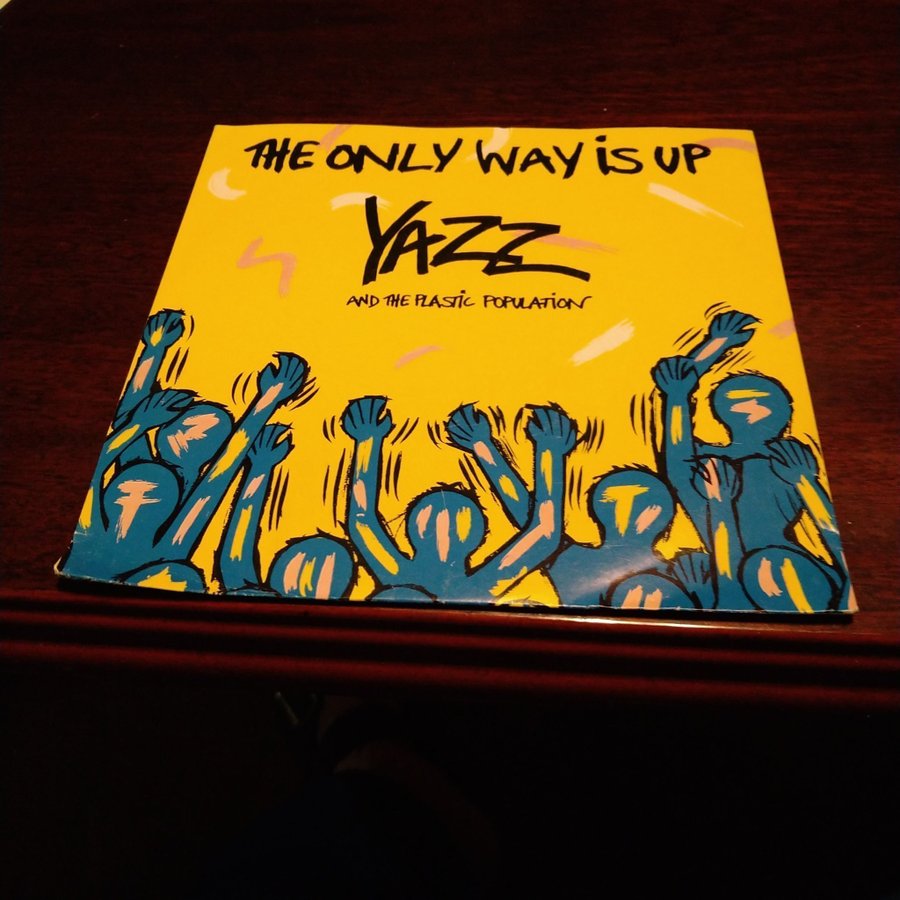 THE ONLY WAY iS UP
YAZZ
AND THE PLASTiC POPULATION